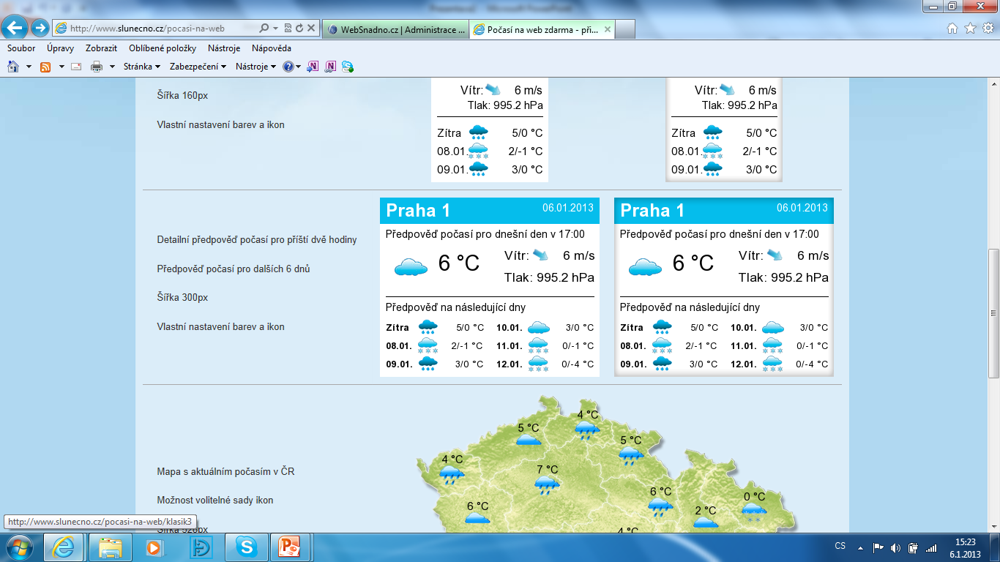 http://www.slunecno.cz/pocasi-na-web
WebSnadno.cz | Administrace ...
Počasí na web zdarma - při...
Soubor Úpravy Zobrazit Oblíbené položky Nástroje Nápověda
Stránka Zabezpečení Nástroje
Šířka 160px
Vlastní nastavení barev a ikon
Vítr: 6 m/s
Tlak: 995.2 hPa
Zítra 5/0 °C
08.01. 2/-1 °C
09.01. 3/0 °C
Vítr: 6 m/s
Tlak: 995.2 hPa
Zítra 5/0 °C
08.01. 2/-1 °C
09.01. 3/0 °C
Detailní předpověď počasí pro příští dvě hodiny
Předpověď počasí pro dalších 6 dnů
Šířka 300px
Vlastní nastavení barev a ikon
Praha 1 06.01.2013
Předpověď počasí pro dnešní den v 17:00
6 °C
Vítr: 6 m/s
Tlak: 995.2 hPa
Předpověď na následující dny
Zítra 5/0 °C 10.01. 3/0 °C
08.01. 2/-1 °C 11.01. 0/-1 °C
09.01. 3/0 °C 12.01. 0/-4 °C
Praha 1 06.01.2013
Předpověď počasí pro dnešní den v 17:00
6 °C
Vítr: 6 m/s
Tlak: 995.2 hPa
Předpověď na následující dny
Zítra 5/0 °C 10.01. 3/0 °C
08.01. 2/-1 °C 11.01. 0/-1 °C
09.01. 3/0 °C 12.01. 0/-4 °C
Mapa s aktuálním počasím v ČR
Možnost volitelné sady ikon
Šířka 520px
4 °C
5 °C
5 °C
4 °C
7 °C
6 °C
0 °C
6 °C
2 °C
4 °C
http://www.slunecno.cz/pocasi-na-web/klasik3
CS
15:23
6.1.2013